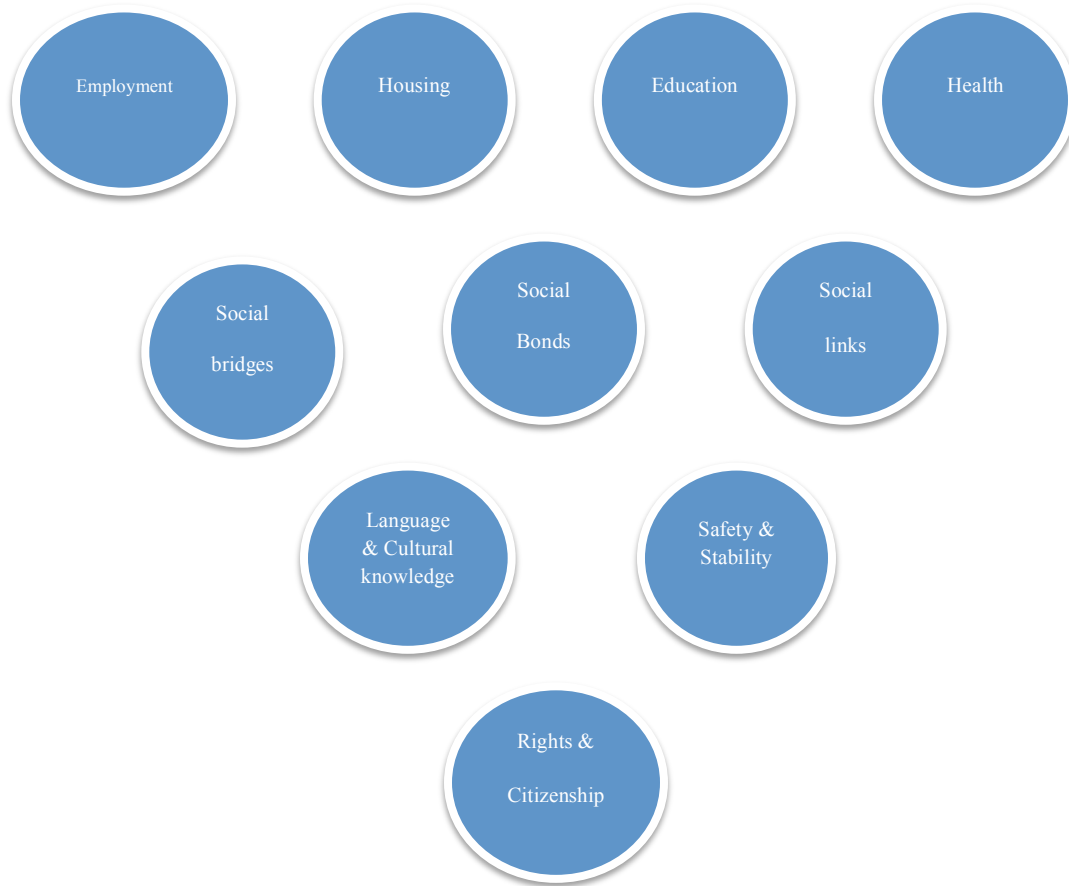 Employment
Housing
Education
Health
Social
bridges
Social
Bonds
Social
links
Language
& Cultural
knowledge
Safety &
Stability
Rights &
Citizenship